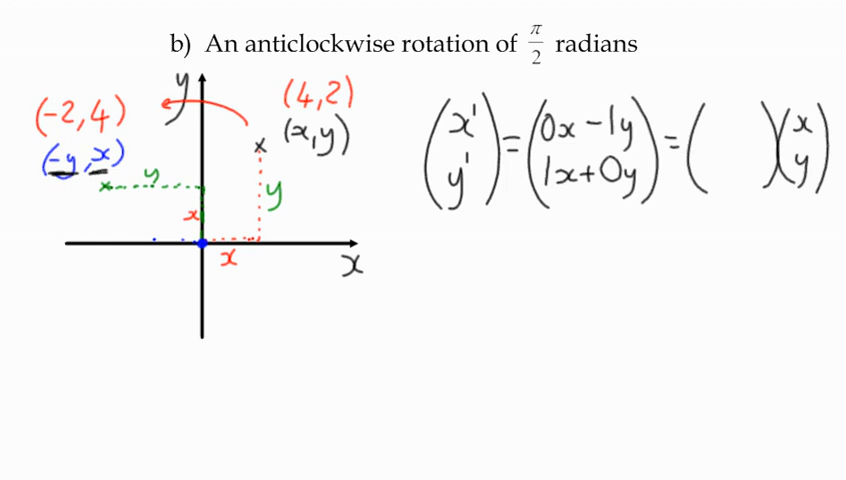 b) An anticlockwise rotation of π/2 radians
y
(-2,4)
(4,2)
(-y,x)
(x,y)
y
y
x
x
x
(x' y') = (0x-1y 1x+0y) = ( )(x y)